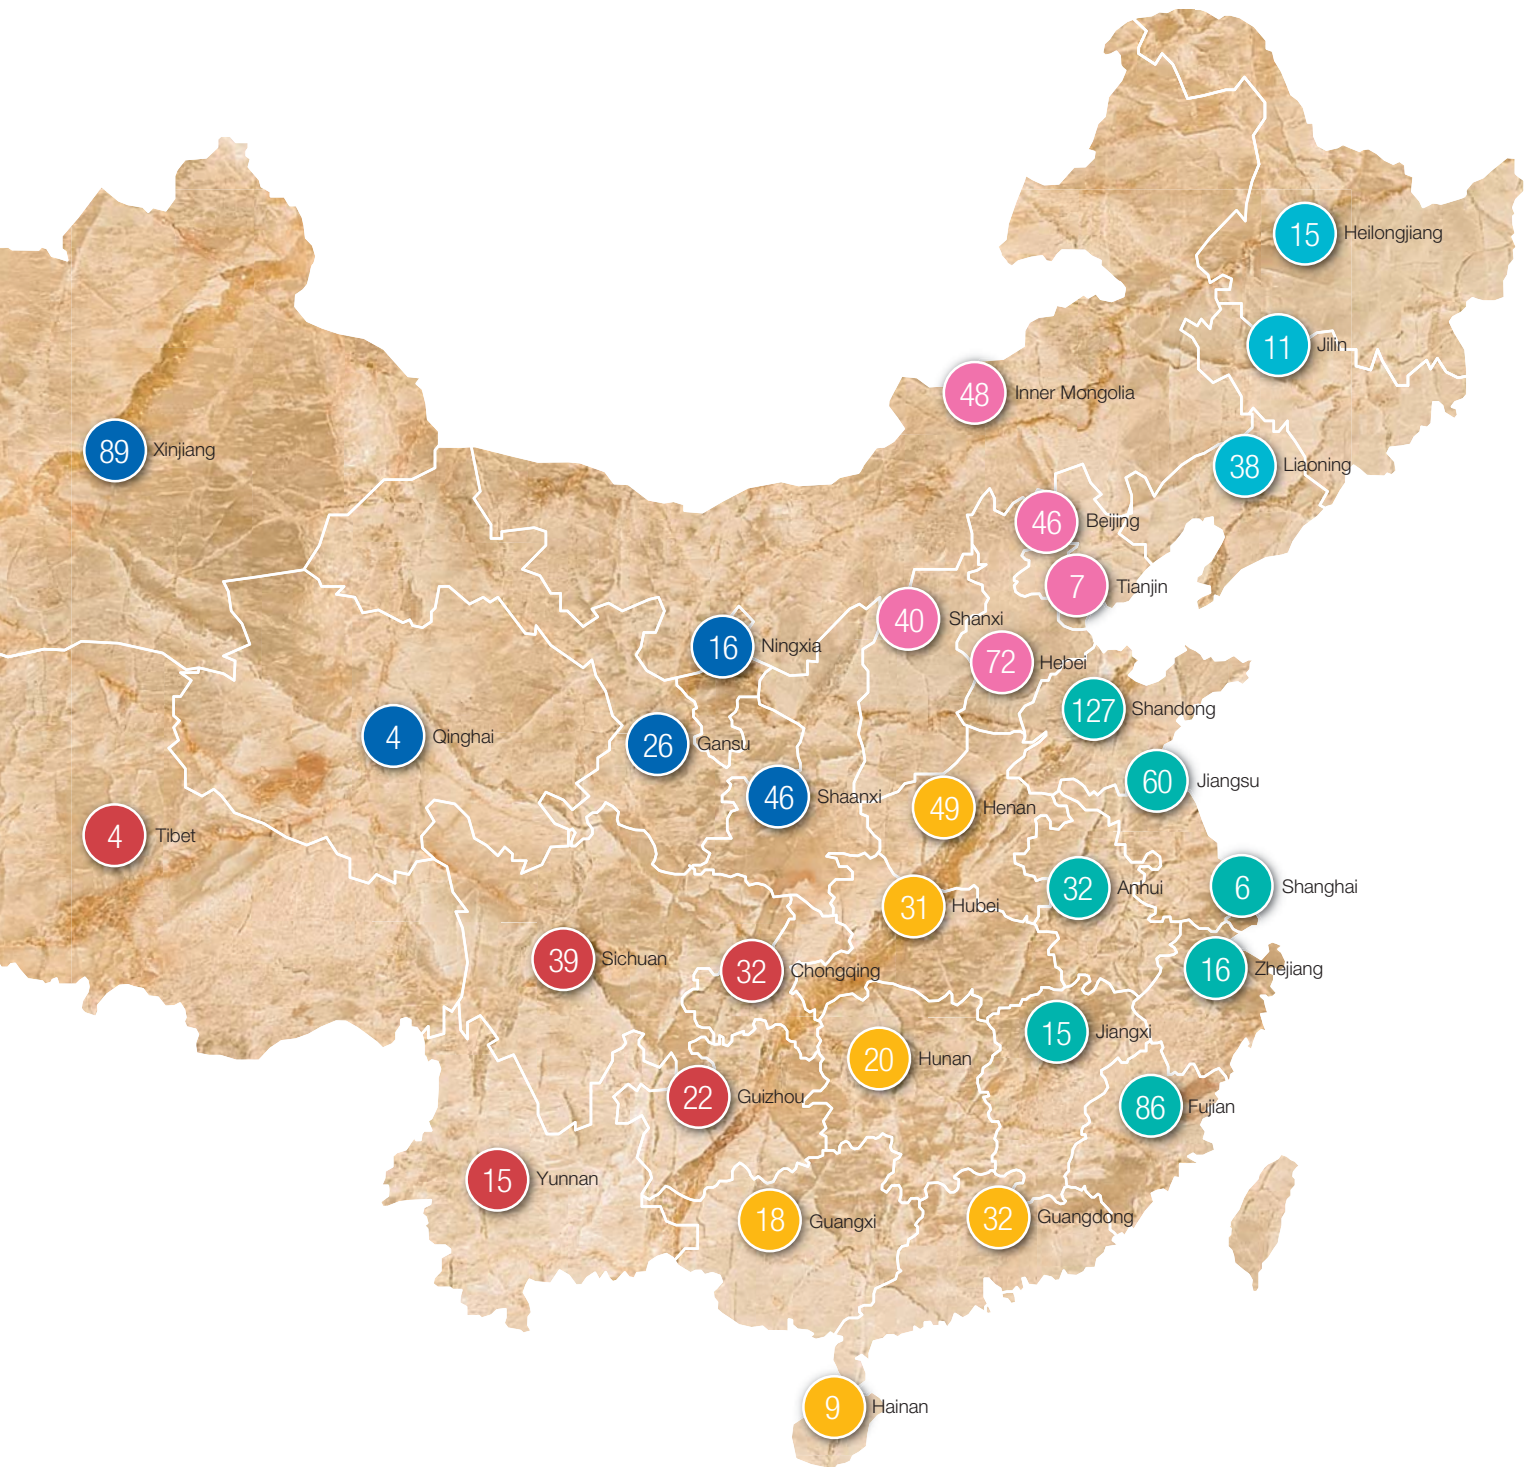 15 Heilongjiang
11 Jilin
48 Inner Mongolia
89 Xinjiang
38 Liaoning
46 Beijing
7 Tianjin
40 Shanxi
16 Ningxia
72 Hebei
127 Shandong
4 Qinghai
26 Gansu
60 Jiangsu
46 Shaanxi
49 Henan
4 Tibet
32 Anhui
6 Shanghai
31 Hubei
39 Sichuan
32 Chongqing
16 Zhejiang
15 Jiangxi
20 Hunan
22 Guizhou
86 Fujian
15 Yunnan
18 Guangxi
32 Guangdong
9 Hainan